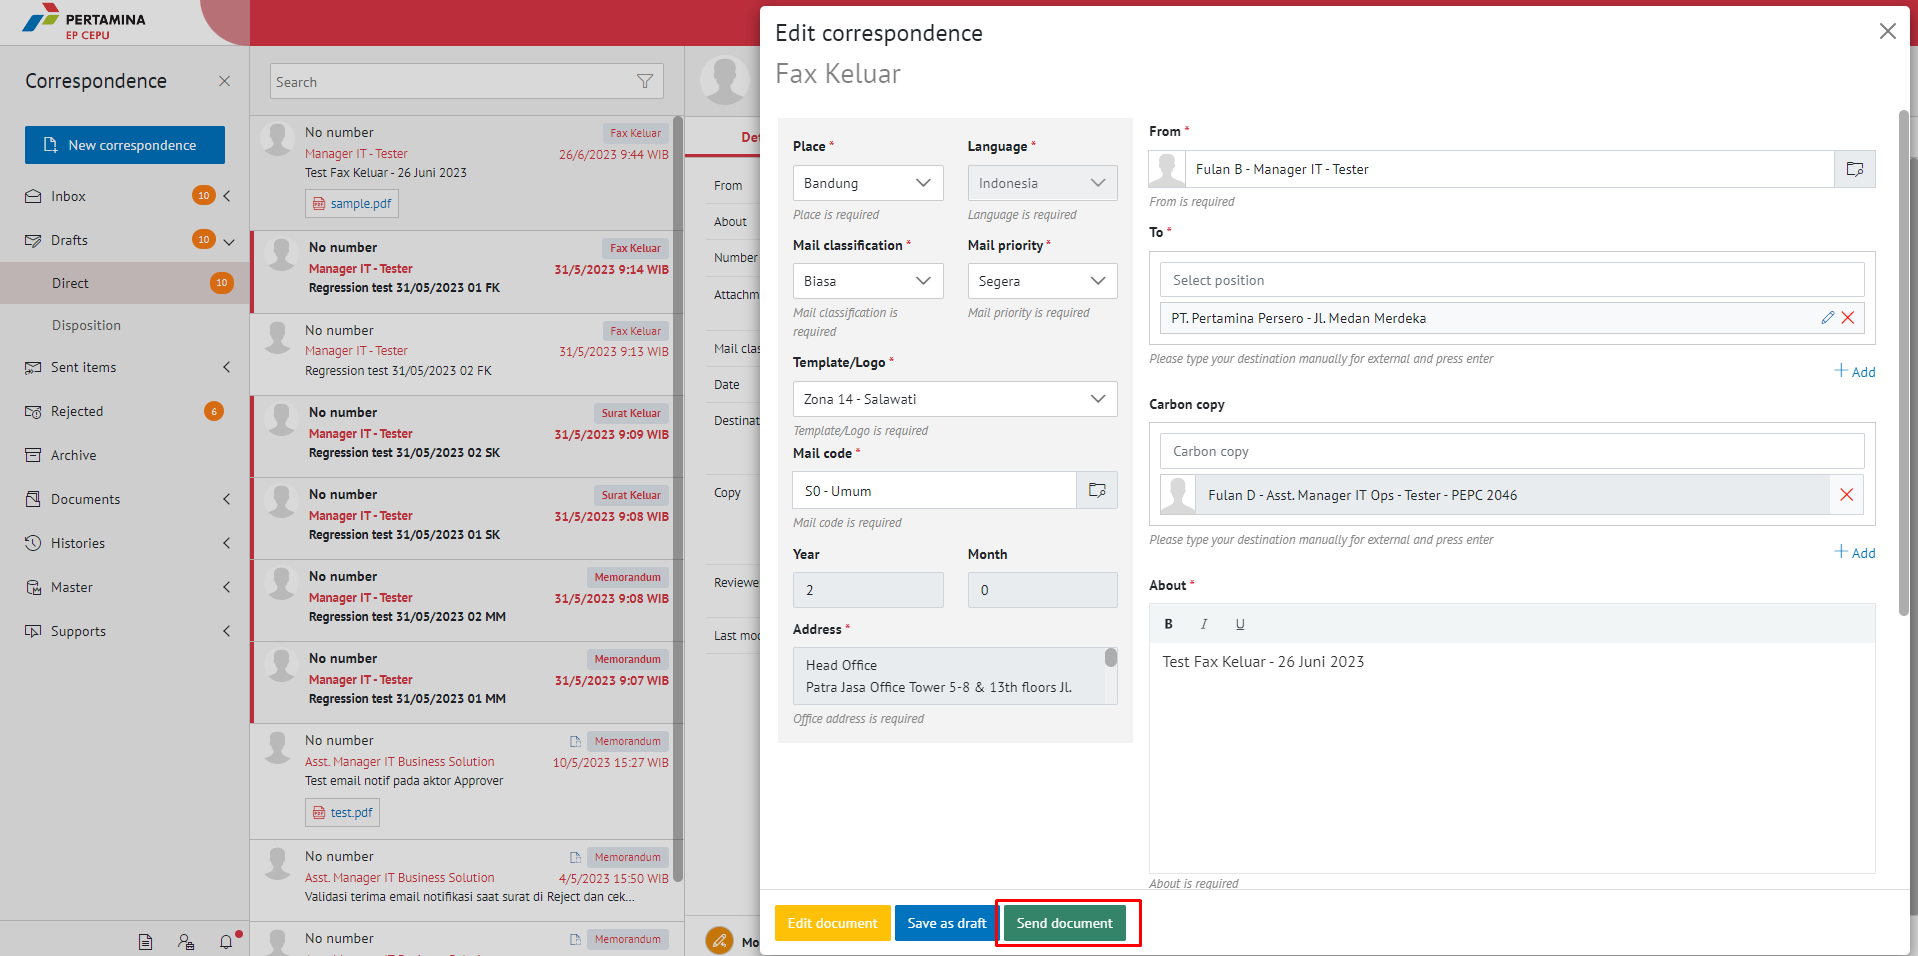 PERTAMINA
EP CEPU
Correspondence
New correspondence
Inbox 10
Drafts 10
Direct 10
Disposition
Sent items
Rejected 6
Archive
Documents
Histories
Master
Supports
Search
No number Fax Keluar
Manager IT - Tester 26/6/2023 9:44 WIB
Test Fax Keluar - 26 Juni 2023
sample.pdf
No number Fax Keluar
Manager IT - Tester 31/5/2023 9:14 WIB
Regression test 31/05/2023 01 FK
No number Fax Keluar
Manager IT - Tester 31/5/2023 9:13 WIB
Regression test 31/05/2023 02 FK
No number Surat Keluar
Manager IT - Tester 31/5/2023 9:09 WIB
Regression test 31/05/2023 02 SK
No number Surat Keluar
Manager IT - Tester 31/5/2023 9:08 WIB
Regression test 31/05/2023 01 SK
No number Memorandum
Manager IT - Tester 31/5/2023 9:08 WIB
Regression test 31/05/2023 02 MM
No number Memorandum
Manager IT - Tester 31/5/2023 9:07 WIB
Regression test 31/05/2023 01 MM
No number Memorandum
Asst. Manager IT Business Solution 10/5/2023 15:27 WIB
Test email notif pada aktor Approver
test.pdf
No number Memorandum
Asst. Manager IT Business Solution 4/5/2023 15:50 WIB
Validasi terima email notifikasi saat surat di Reject dan cek...
No number Memorandum
Det
From
About
Number
Attachm
Mail clas
Date
Destinat
Copy
Reviewe
Last mod
Mo
Edit correspondence
Fax Keluar
Place * Language *
Bandung Indonesia
Place is required Language is required
Mail classification * Mail priority *
Biasa Segera
Mail classification is
required
Mail priority is required
Template/Logo *
Zona 14 - Salawati
Template/Logo is required
Mail code *
S0 - Umum
Mail code is required
Year Month
2 0
Address *
Head Office
Patra Jasa Office Tower 5-8 & 13th floors Jl.
Office address is required
From *
Fulan B - Manager IT - Tester
From is required
To *
Select position
PT. Pertamina Persero - Jl. Medan Merdeka
Please type your destination manually for external and press enter
+ Add
Carbon copy
Carbon copy
Fulan D - Asst. Manager IT Ops - Tester - PEPC 2046
Please type your destination manually for external and press enter
+ Add
About *
B I U
Test Fax Keluar - 26 Juni 2023
About is required
Edit document Save as draft Send document